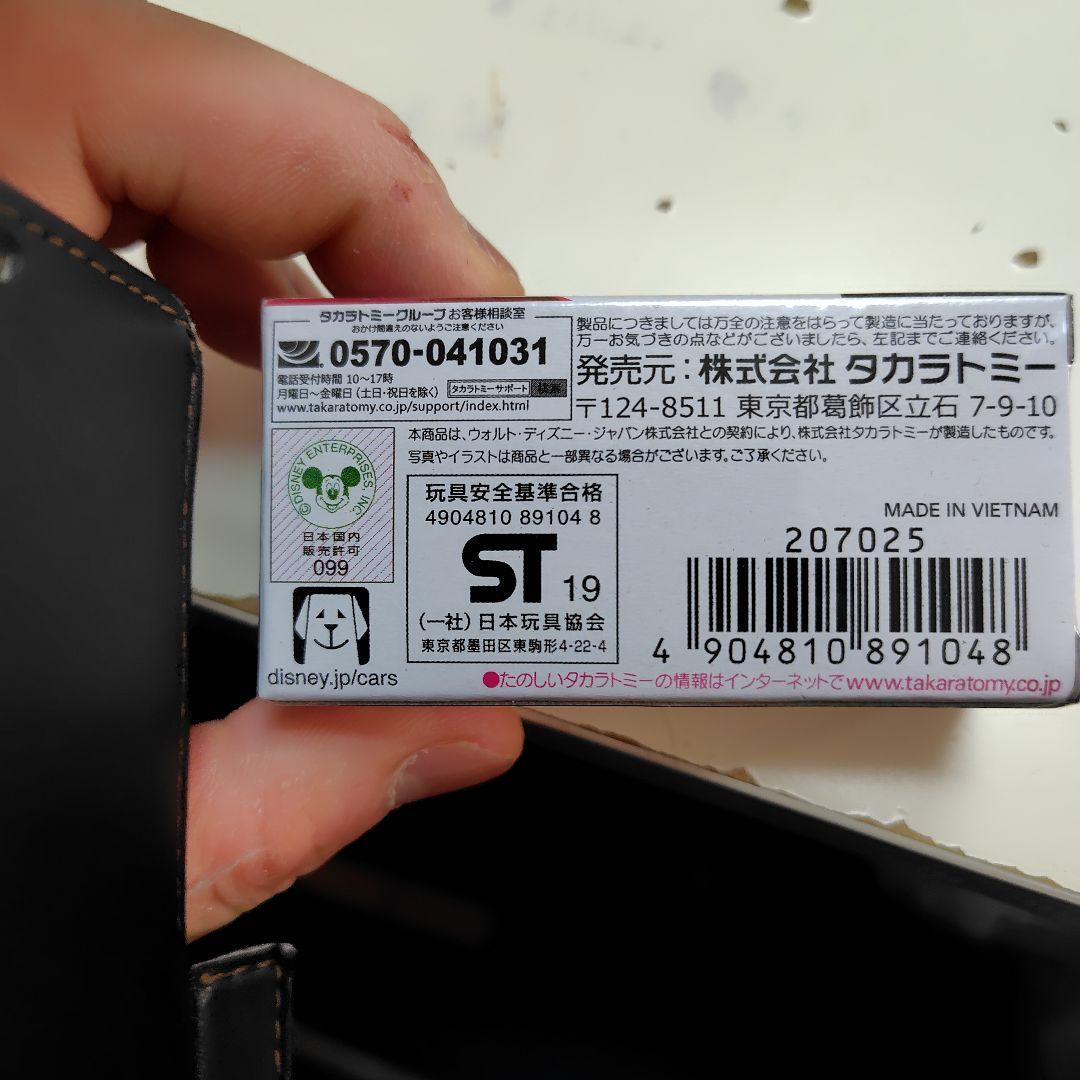 タカラトミーグループ お客様相談室
おかけ間違えのないようご注意ください
0570-041031
電話受付時間 10〜17時
月曜日〜金曜日(土日・祝日を除く) タカラトミーサポート 検索
www.takaratomy.co.jp/support/index.html
製品につきましては万全の注意をはらって製造に当たっておりますが、
万一お気づきの点などがございましたら、左記までご連絡ください。
発売元:株式会社 タカラトミー
〒124-8511 東京都葛飾区立石 7-9-10
本商品は、ウォルト・ディズニー・ジャパン株式会社との契約により、株式会社タカラトミーが製造したものです。
写真やイラストは商品と一部異なる場合がございます。ご了承ください。
©DISNEY ENTERPRISES, INC.
日本国内
販売許可
099
disney.jp/cars
玩具安全基準合格
4904810 89104 8
ST 19
(一社)日本玩具協会
東京都墨田区東駒形4-22-4
MADE IN VIETNAM
207025
4 904810 891048
●たのしいタカラトミーの情報はインターネットでwww.takaratomy.co.jp